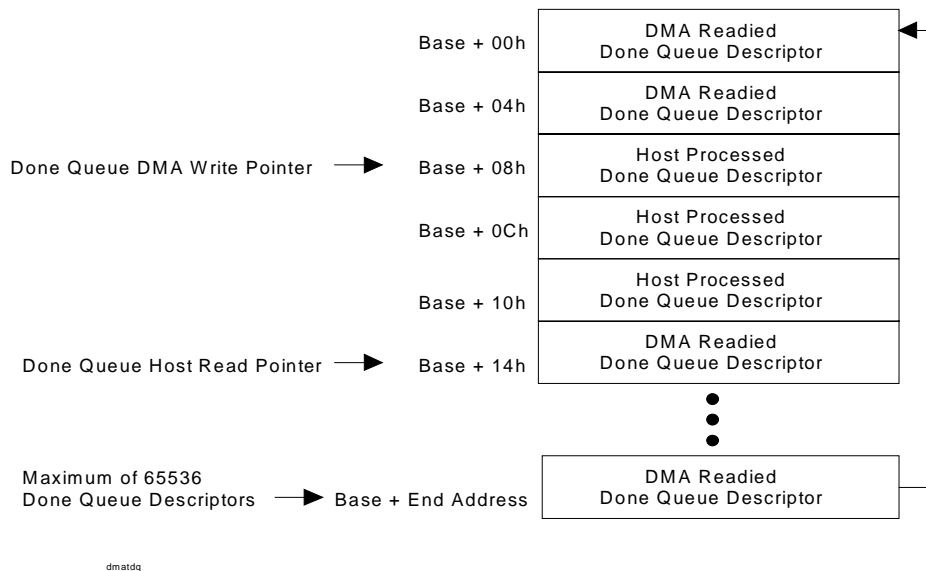 Base + 00h
DMA Readied
Done Queue Descriptor
Base + 04h
DMA Readied
Done Queue Descriptor
Done Queue DMA Write Pointer
Base + 08h
Host Processed
Done Queue Descriptor
Base + 0Ch
Host Processed
Done Queue Descriptor
Base + 10h
Host Processed
Done Queue Descriptor
Done Queue Host Read Pointer
Base + 14h
DMA Readied
Done Queue Descriptor
Maximum of 65536
Done Queue Descriptors
Base + End Address
DMA Readied
Done Queue Descriptor
dmatdq